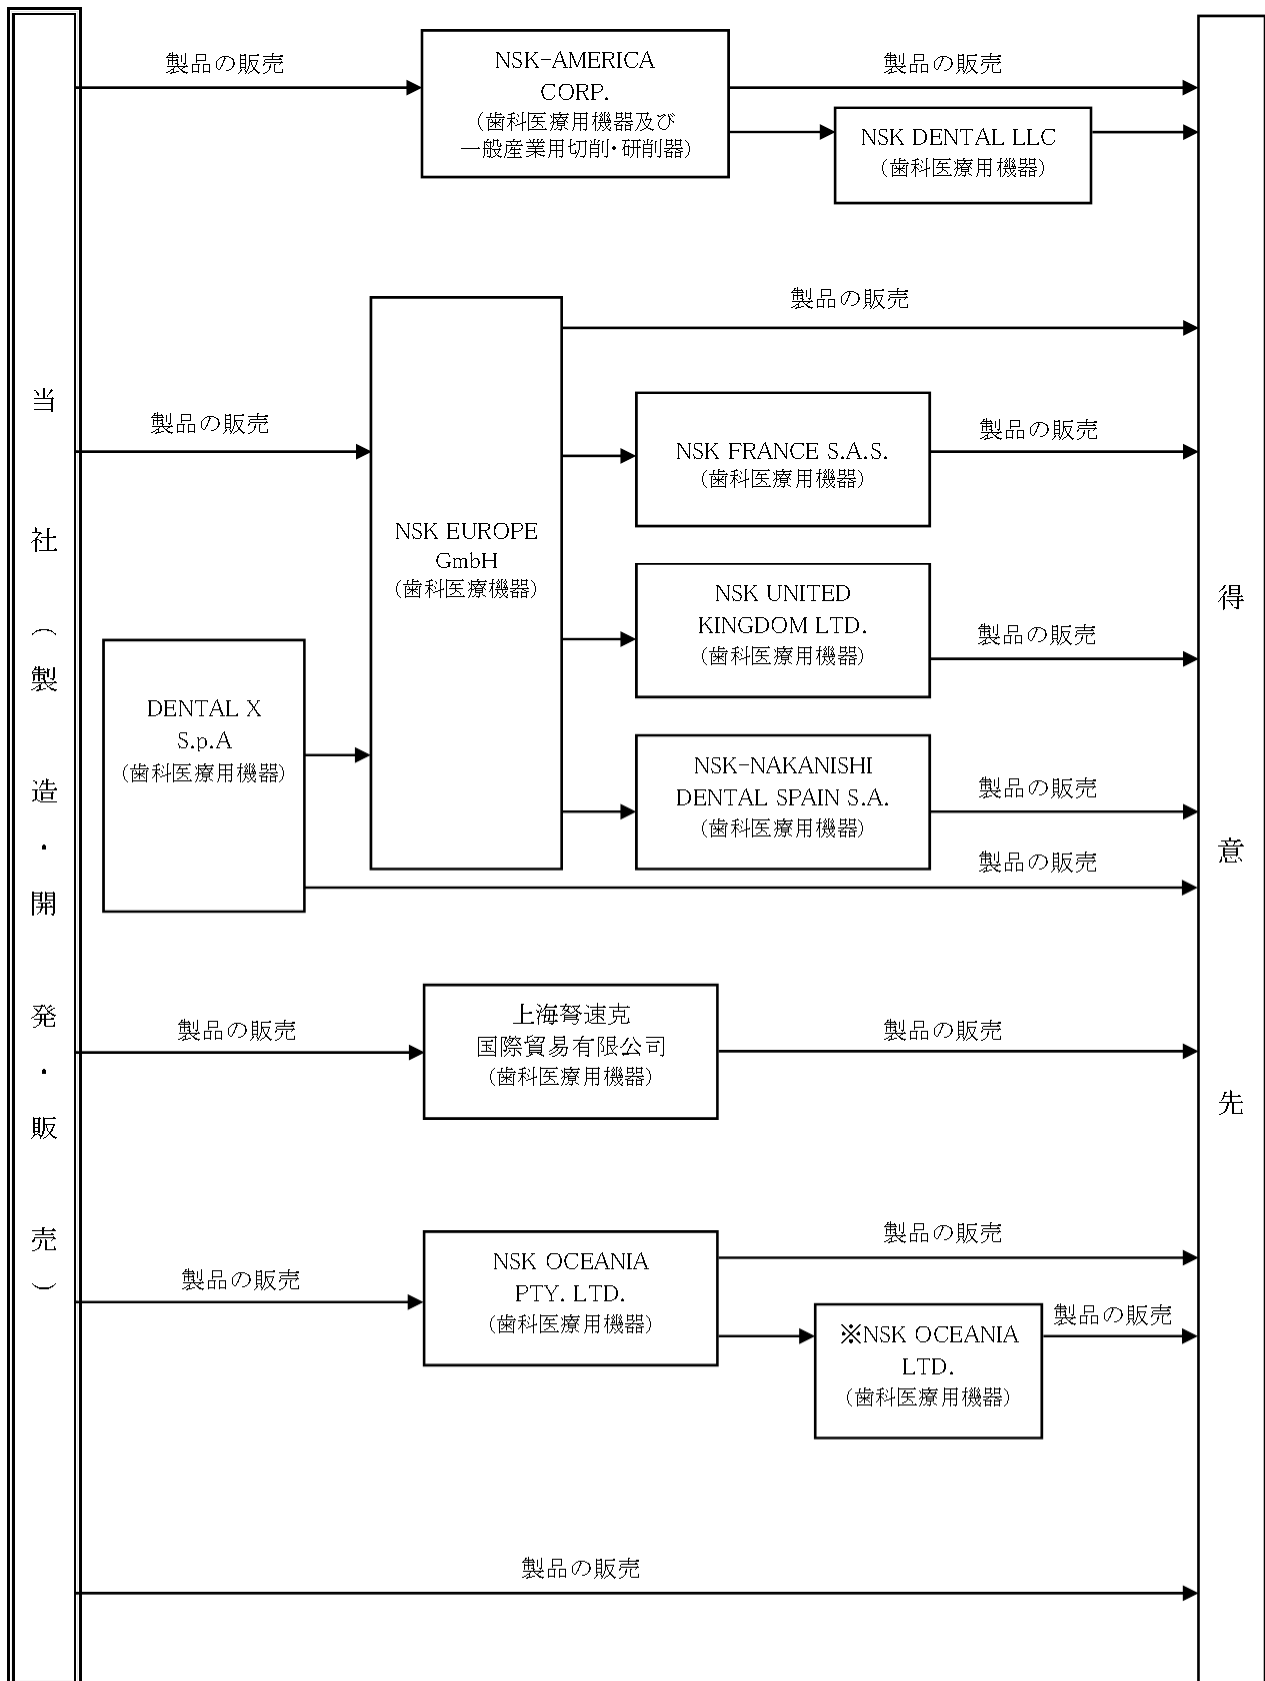 当社（製造・開発・販売）
製品の販売
NSK-AMERICA
CORP.
（歯科医療用機器及び
一般産業用切削・研削器）
製品の販売
NSK DENTAL LLC
（歯科医療用機器）
製品の販売
製品の販売
NSK EUROPE
GmbH
（歯科医療機器）
NSK FRANCE S.A.S.
（歯科医療用機器）
製品の販売
NSK UNITED
KINGDOM LTD.
（歯科医療用機器）
製品の販売
DENTAL X
S.p.A
（歯科医療用機器）
NSK-NAKANISHI
DENTAL SPAIN S.A.
（歯科医療用機器）
製品の販売
製品の販売
製品の販売
上海弩速克
国際貿易有限公司
（歯科医療用機器）
製品の販売
製品の販売
NSK OCEANIA
PTY. LTD.
（歯科医療用機器）
製品の販売
※NSK OCEANIA
LTD.
（歯科医療用機器）
製品の販売
製品の販売
得意先